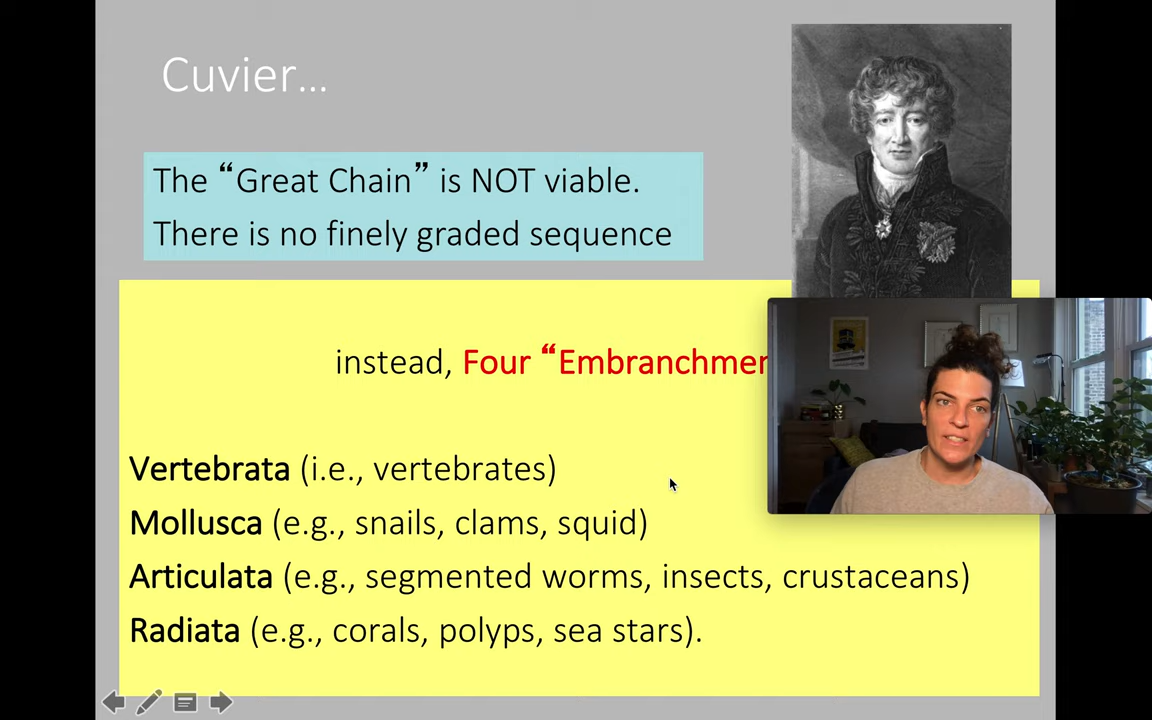 Cuvier...
The “Great Chain” is NOT viable.
There is no finely graded sequence
instead, Four “Embranchmen
Vertebrata (i.e., vertebrates)
Mollusca (e.g., snails, clams, squid)
Articulata (e.g., segmented worms, insects, crustaceans)
Radiata (e.g., corals, polyps, sea stars).